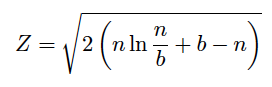 Z = √(2(n ln n/b + b − n))